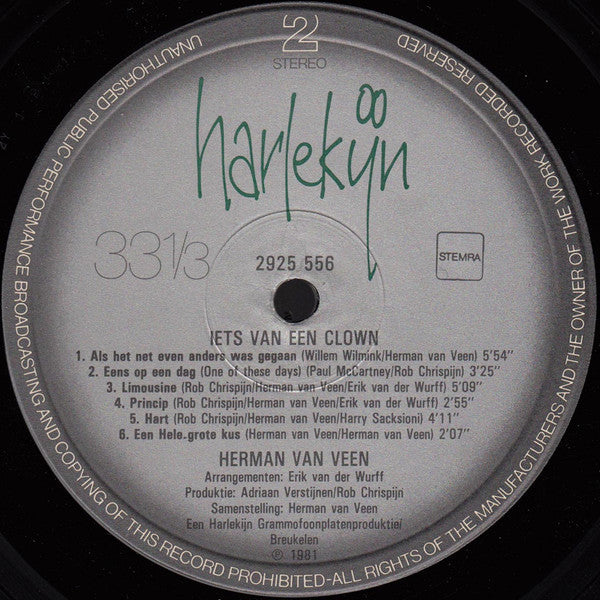 2
STEREO
harlekijn
33 1/3
2925 556
STEMRA
IETS VAN EEN CLOWN
1. Als het net even anders was gegaan (Willem Wilmink/Herman van Veen) 5'54"
2. Eens op een dag (One of these days) (Paul McCartney/Rob Chrispijn) 3'25"
3. Limousine (Rob Chrispijn/Herman van Veen/Erik van der Wurff) 5'09"
4. Princip (Rob Chrispijn/Herman van Veen/Erik van der Wurff) 2'55"
5. Hart (Rob Chrispijn/Herman van Veen/Harry Sacksioni) 4'11"
6. Een Hele.grote kus (Herman van Veen/Herman van Veen) 2'07"
HERMAN VAN VEEN
Arrangementen: Erik van der Wurff
Produktie: Adriaan Verstijnen/Rob Chrispijn
Samenstelling: Herman van Veen
Een Harlekijn Grammofoonplatenproduktie/
Breukelen
℗ 1981
UNAUTHORISED PUBLIC PERFORMANCE BROADCASTING AND COPYING OF THIS RECORD PROHIBITED-ALL RIGHTS OF THE MANUFACTURERS AND THE OWNER OF THE WORK RECORDED RESERVED